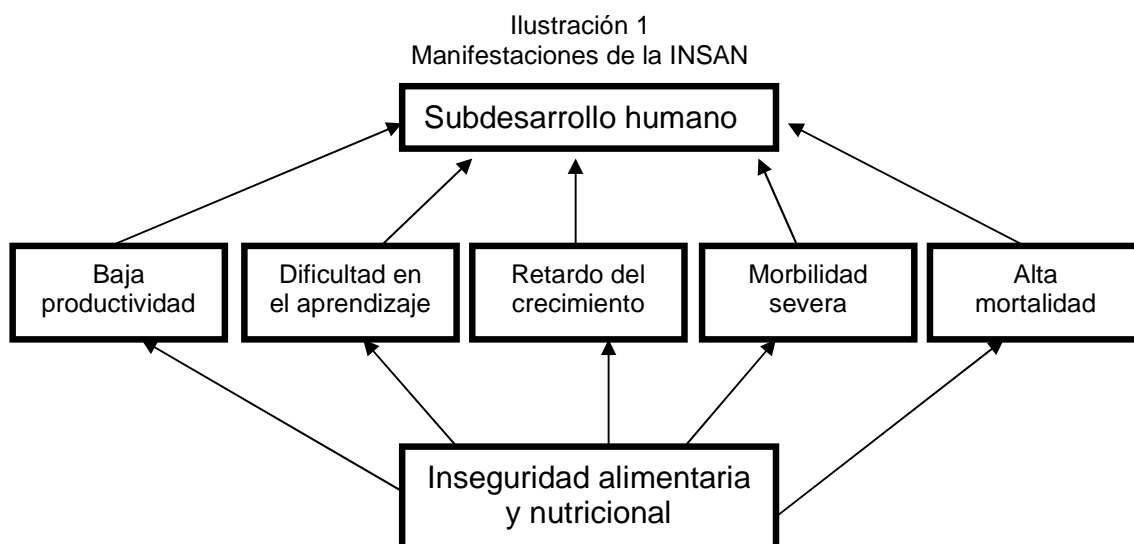 Ilustración 1
Manifestaciones de la INSAN
Subdesarrollo humano
Baja
productividad
Dificultad en
el aprendizaje
Retardo del
crecimiento
Morbilidad
severa
Alta
mortalidad
Inseguridad alimentaria
y nutricional